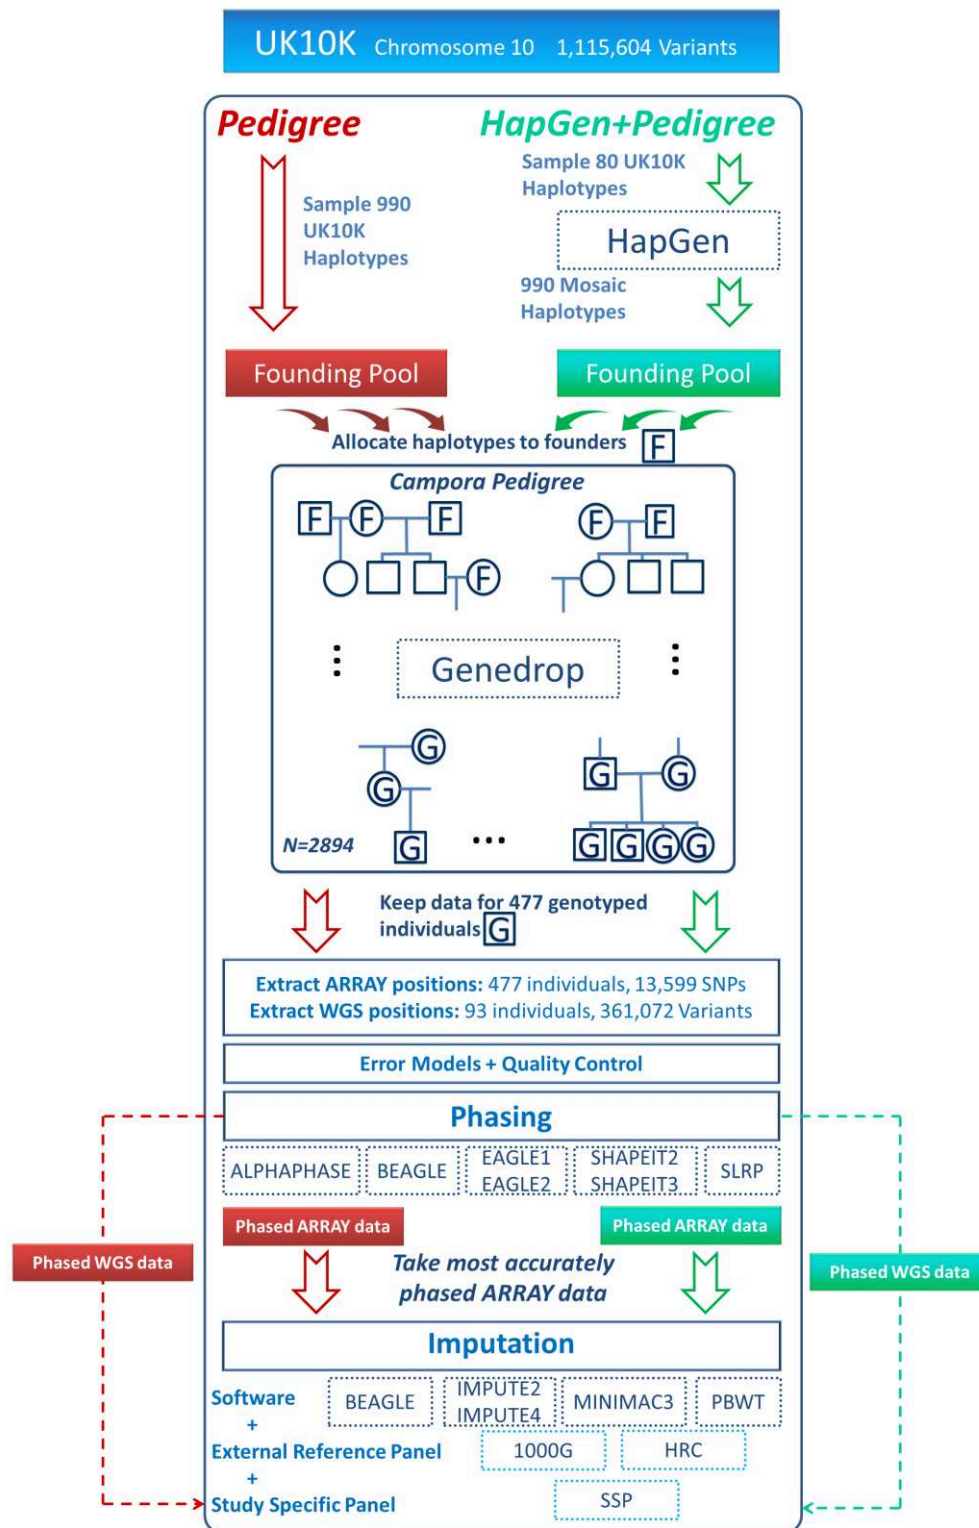 UK10K Chromosome 10 1,115,604 Variants
Pedigree
HapGen+Pedigree
Sample 990
UK10K
Haplotypes
Sample 80 UK10K
Haplotypes
HapGen
990 Mosaic
Haplotypes
Founding Pool
Founding Pool
Allocate haplotypes to founders F
Campora Pedigree
F F F F F
F
⋮ ⋮
Genedrop
G
G G G
G ... G G G G
N=2894
Keep data for 477 genotyped
individuals G
Extract ARRAY positions: 477 individuals, 13,599 SNPs
Extract WGS positions: 93 individuals, 361,072 Variants
Error Models + Quality Control
Phasing
ALPHAPHASE
BEAGLE
EAGLE1
EAGLE2
SHAPEIT2
SHAPEIT3
SLRP
Phased ARRAY data
Phased ARRAY data
Phased WGS data
Take most accurately
phased ARRAY data
Phased WGS data
Imputation
Software
BEAGLE
IMPUTE2
IMPUTE4
MINIMAC3
PBWT
+
External Reference Panel
1000G
HRC
+
Study Specific Panel
SSP